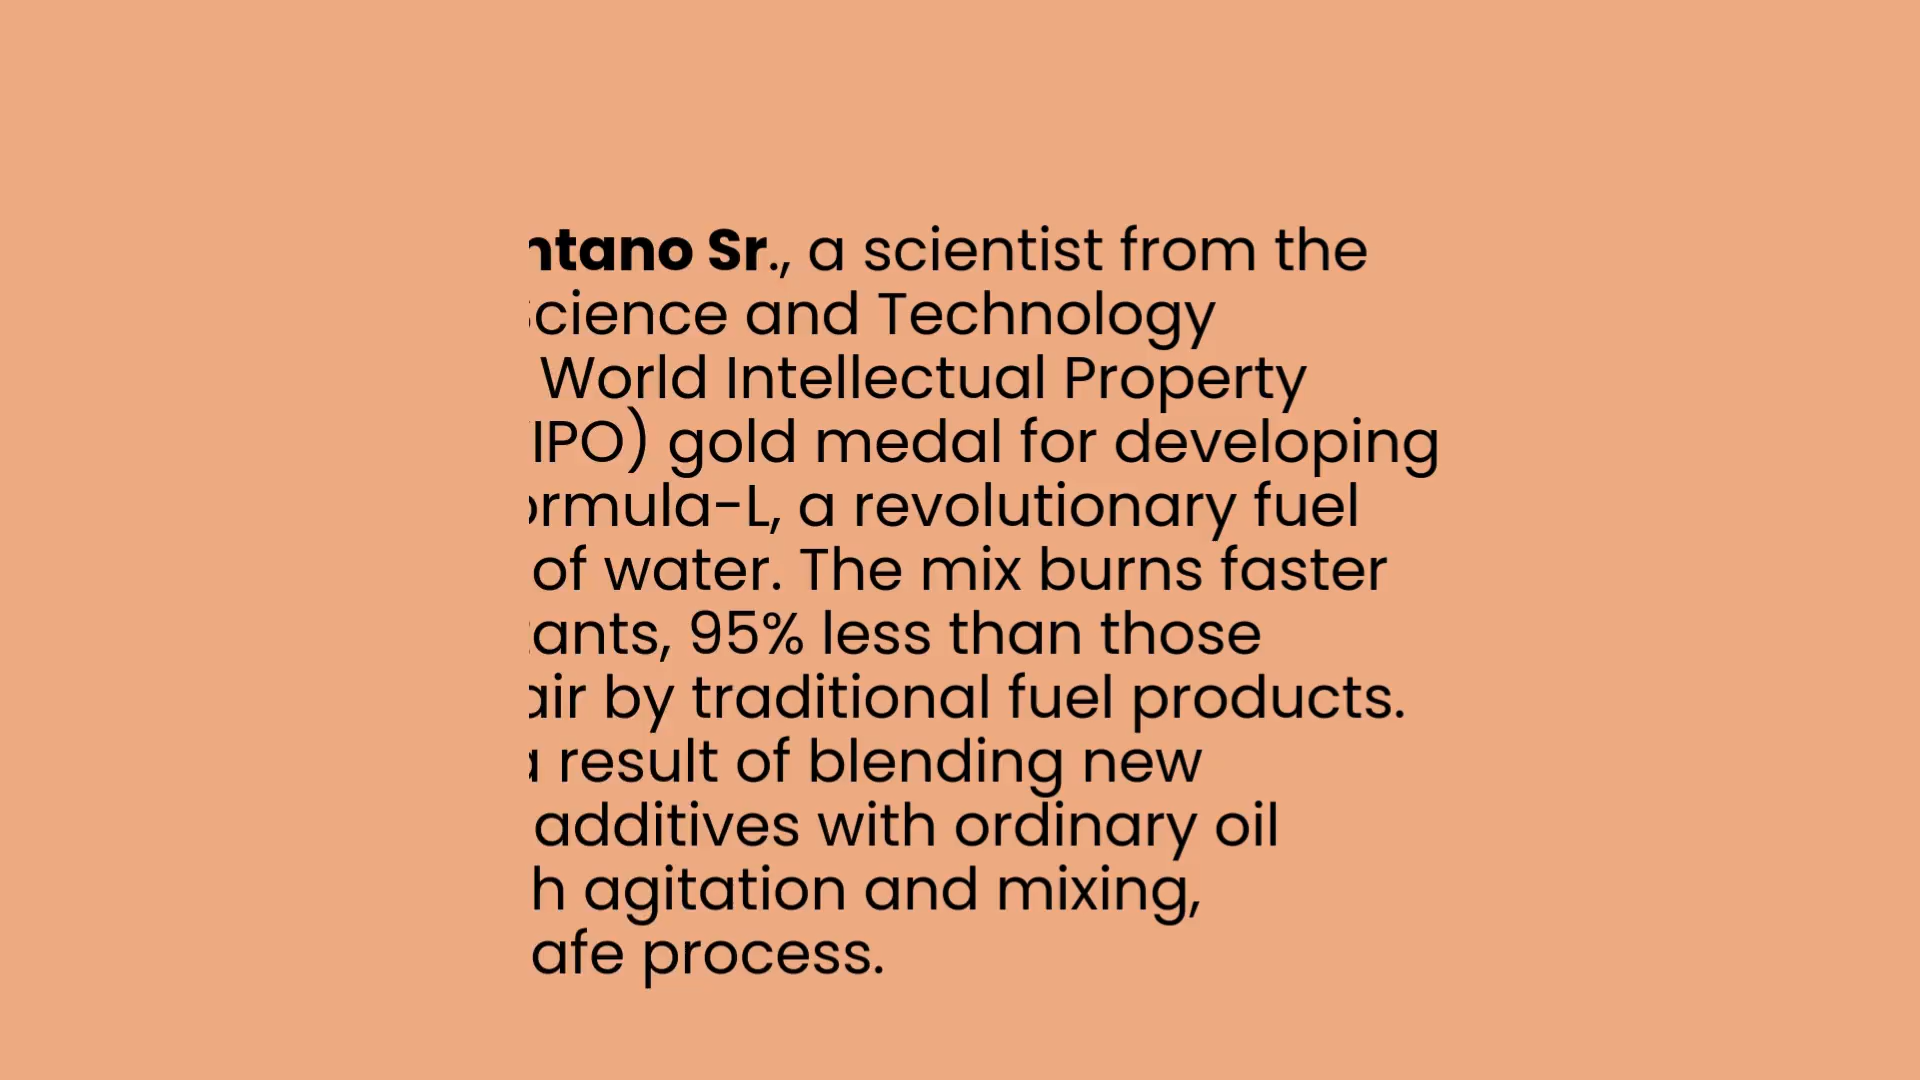 ntano Sr., a scientist from the
cience and Technology
World Intellectual Property
IPO) gold medal for developing
ormula-L, a revolutionary fuel
of water. The mix burns faster
ants, 95% less than those
air by traditional fuel products.
a result of blending new
additives with ordinary oil
h agitation and mixing,
afe process.